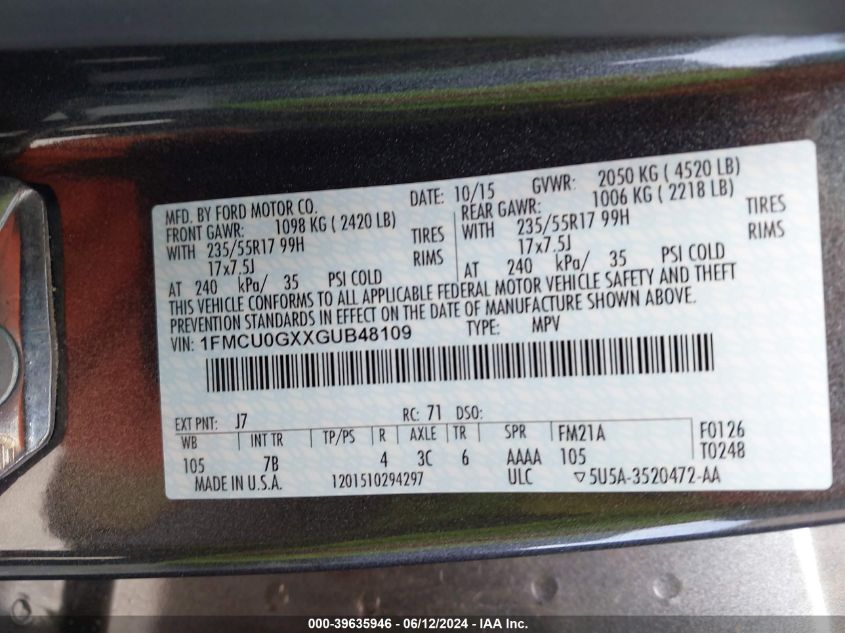 MFD. BY FORD MOTOR CO. DATE: 10/15 GVWR: 2050 KG ( 4520 LB)
FRONT GAWR: 1098 KG ( 2420 LB) REAR GAWR: 1006 KG ( 2218 LB)
WITH 235/55R17 99H TIRES WITH 235/55R17 99H TIRES
17x7.5J RIMS 17x7.5J RIMS
AT 240 kPa/ 35 PSI COLD AT 240 kPa/ 35 PSI COLD
THIS VEHICLE CONFORMS TO ALL APPLICABLE FEDERAL MOTOR VEHICLE SAFETY AND THEFT
PREVENTION STANDARDS IN EFFECT ON THE DATE OF MANUFACTURE SHOWN ABOVE.
VIN: 1FMCU0GXXGUB48109 TYPE: MPV
EXT PNT: J7 RC: 71 DSO:
WB INT TR TP/PS R AXLE TR SPR FM21A F0126
105 7B 4 3C 6 AAAA 105 T0248
MADE IN U.S.A. 1201510294297 ULC ▽5U5A-3520472-AA
000-39635946 - 06/12/2024 - IAA Inc.